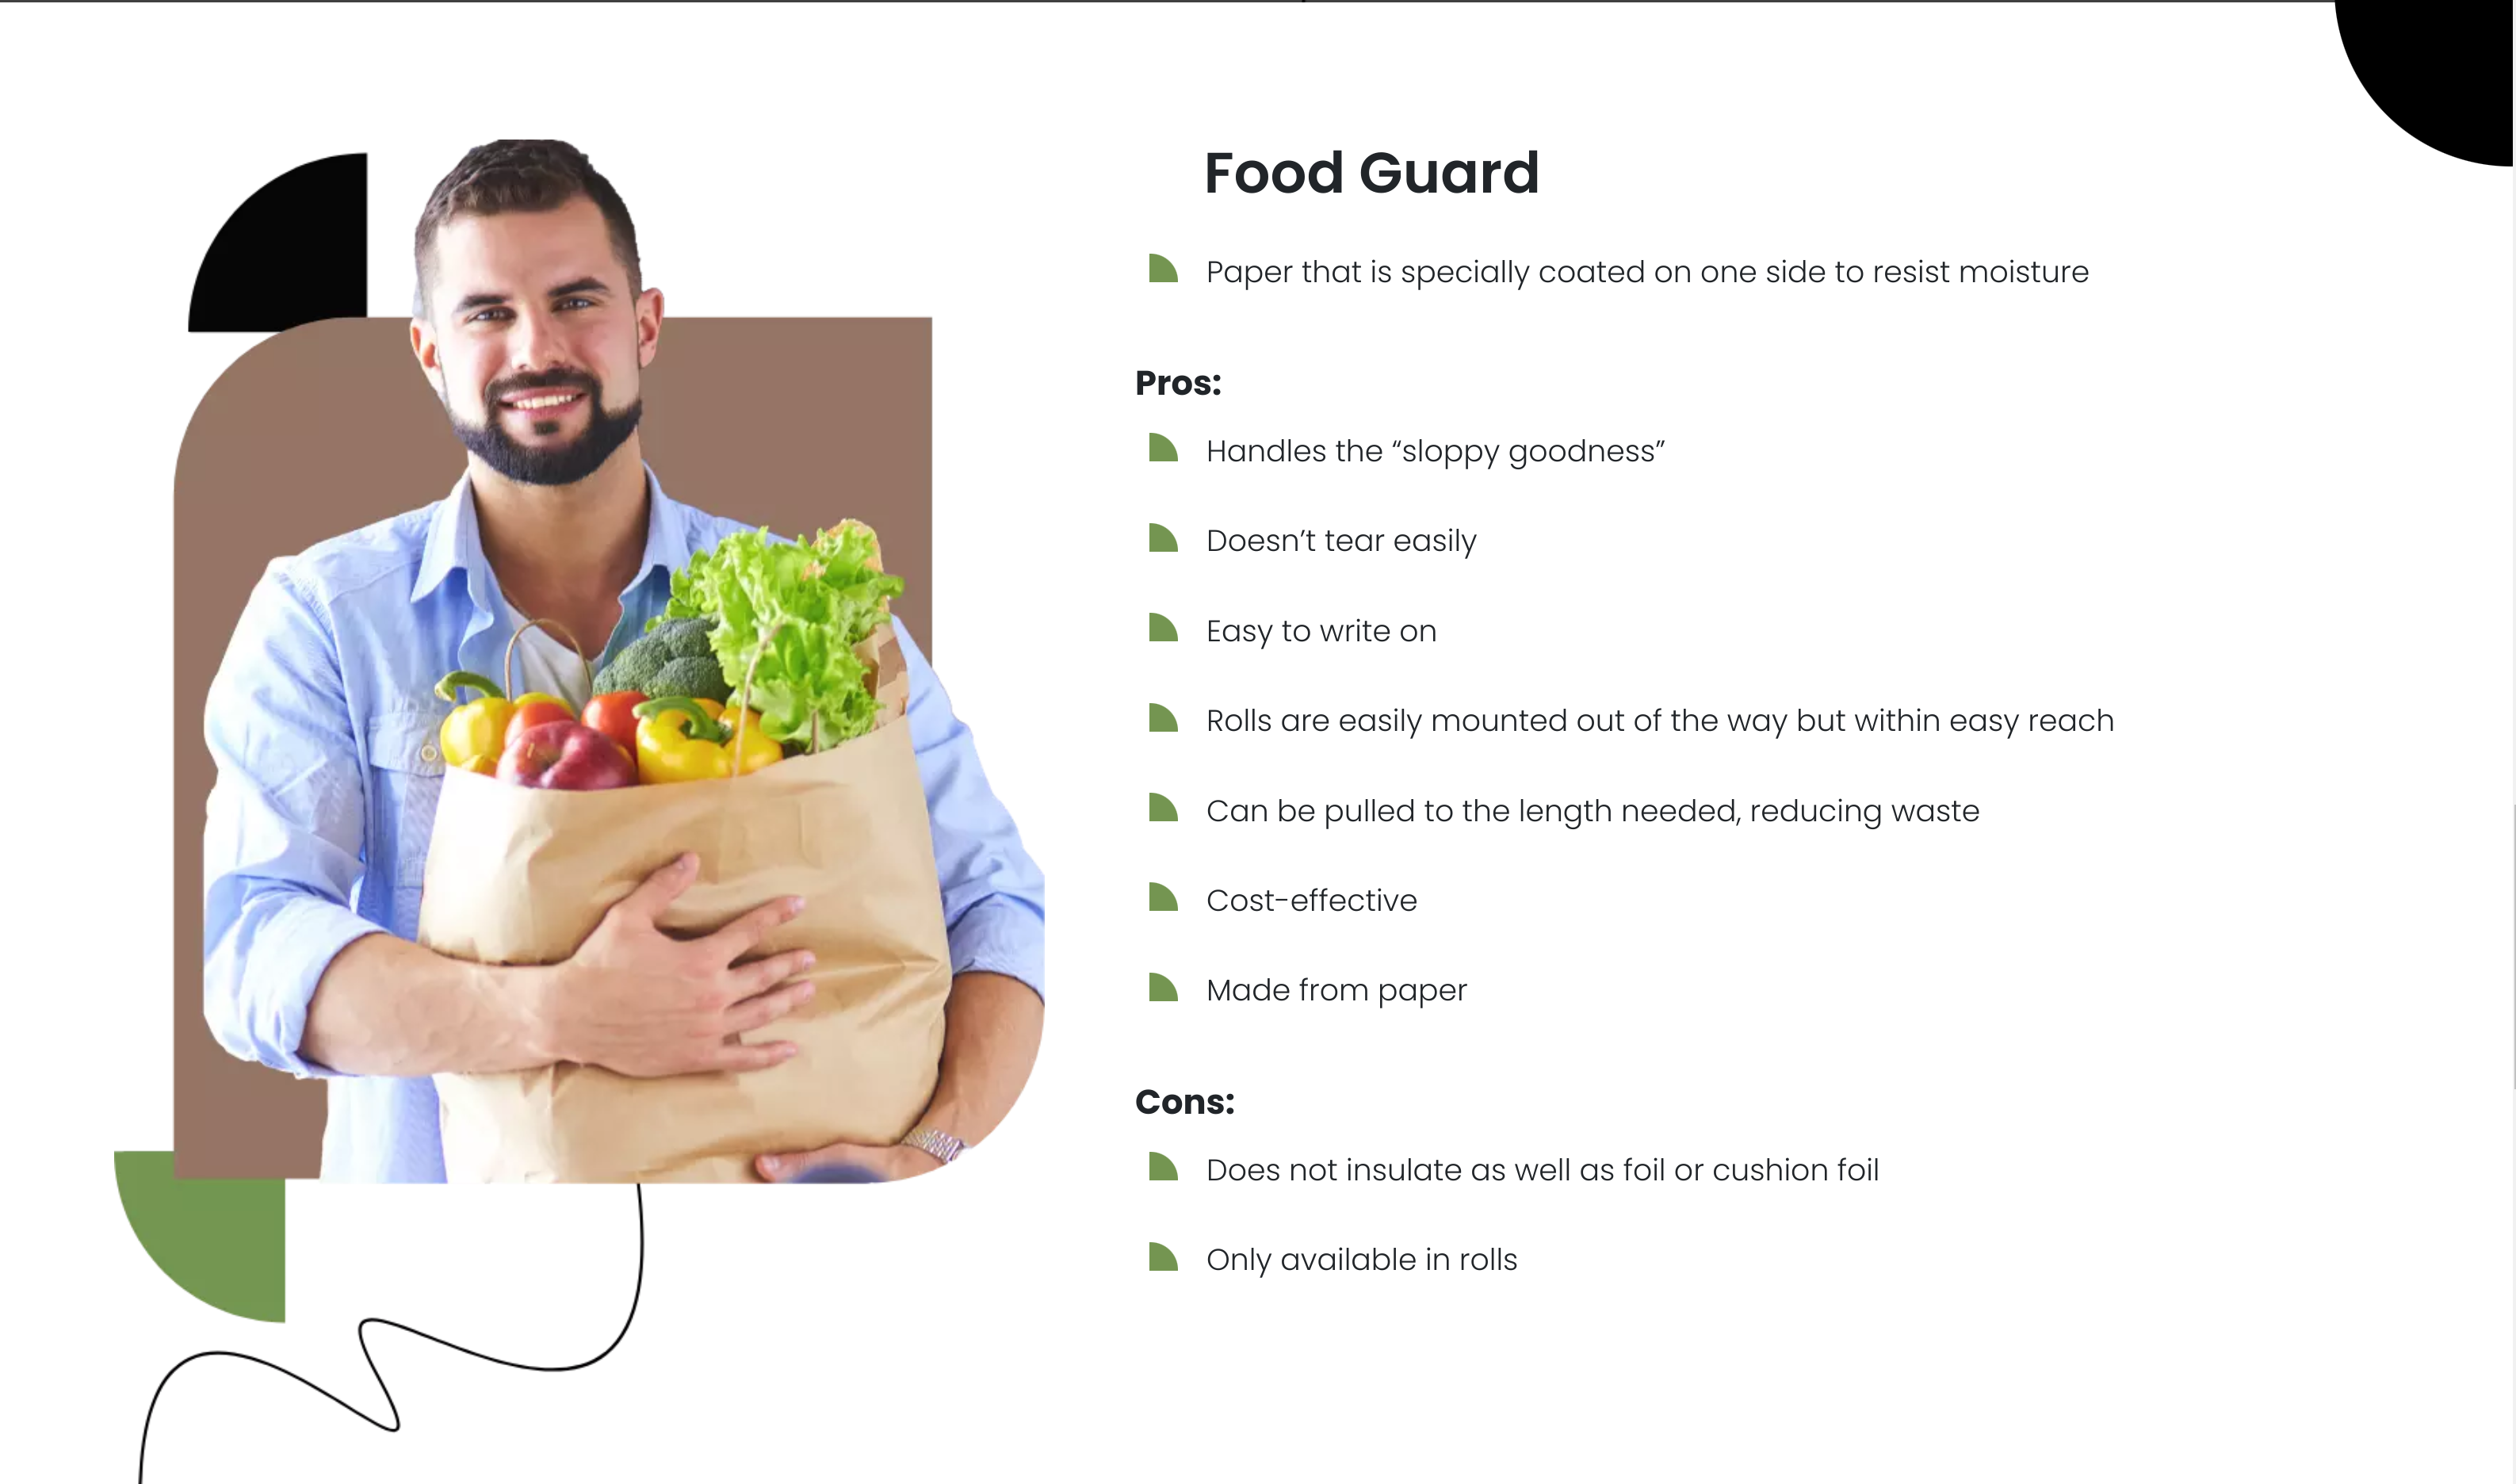 Food Guard
Paper that is specially coated on one side to resist moisture
Pros:
Handles the “sloppy goodness”
Doesn’t tear easily
Easy to write on
Rolls are easily mounted out of the way but within easy reach
Can be pulled to the length needed, reducing waste
Cost-effective
Made from paper
Cons:
Does not insulate as well as foil or cushion foil
Only available in rolls